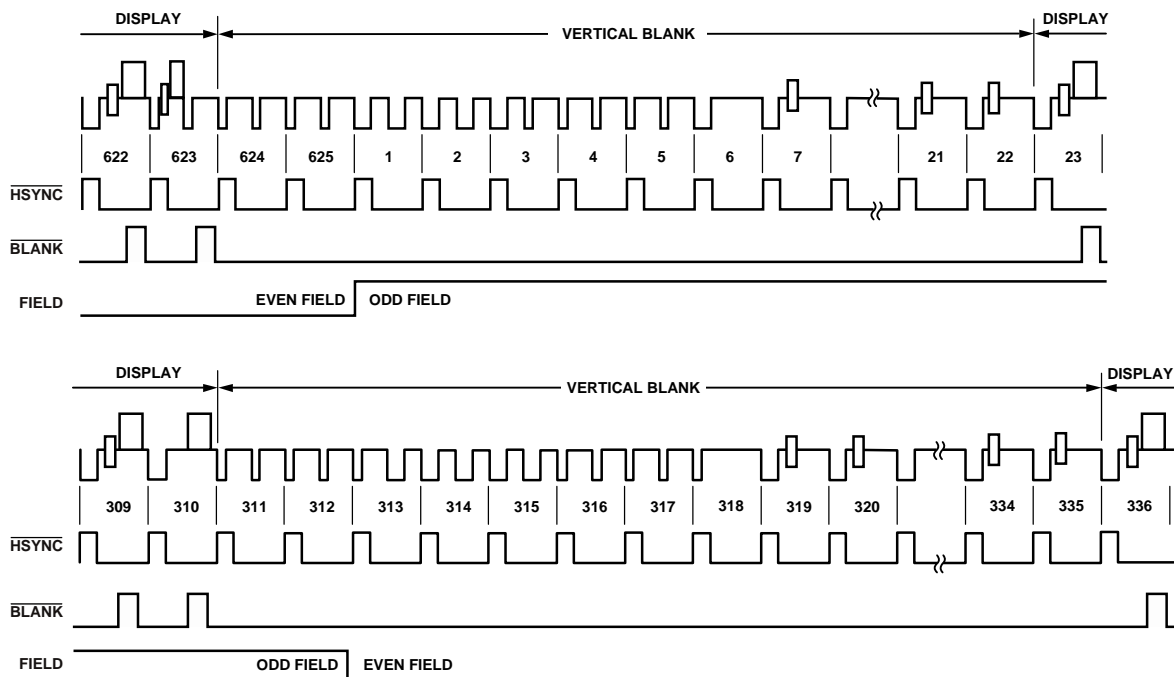 DISPLAY VERTICAL BLANK DISPLAY
622 623 624 625 1 2 3 4 5 6 7 21 22 23
HSYNC
BLANK
FIELD EVEN FIELD ODD FIELD
DISPLAY VERTICAL BLANK DISPLAY
309 310 311 312 313 314 315 316 317 318 319 320 334 335 336
HSYNC
BLANK
FIELD ODD FIELD EVEN FIELD